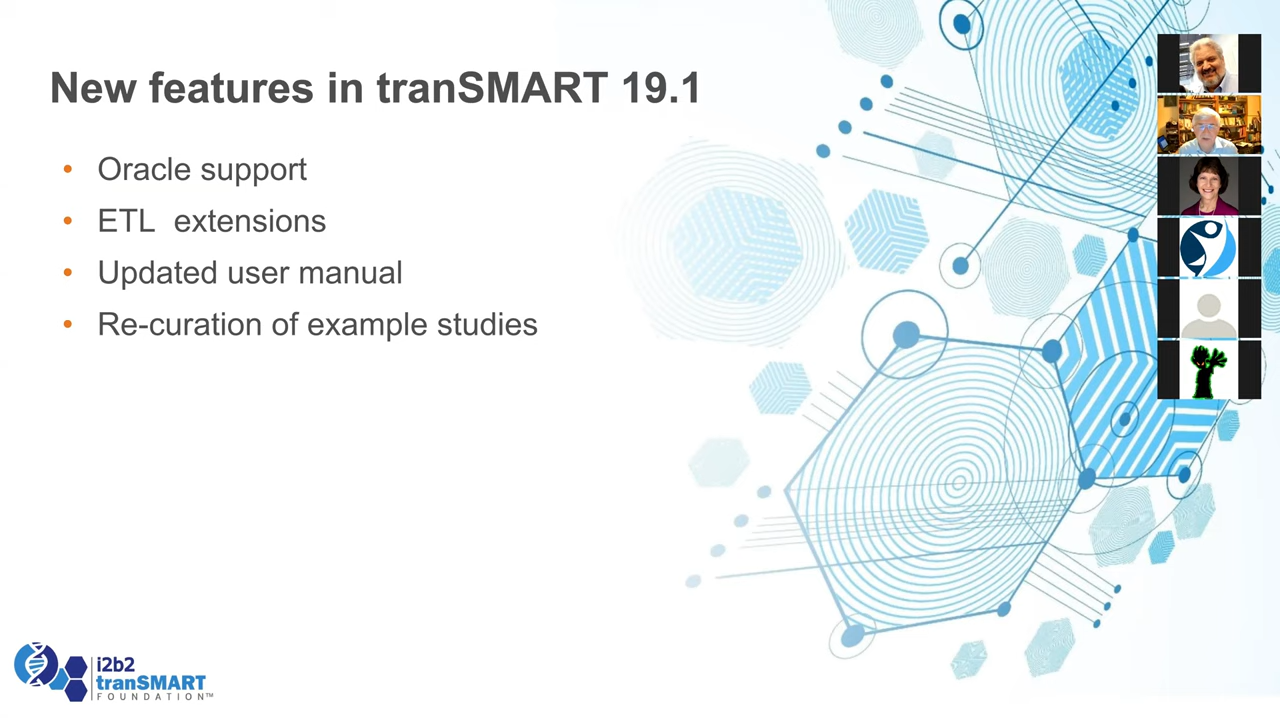 New features in tranSMART 19.1
• Oracle support
• ETL  extensions
• Updated user manual
• Re-curation of example studies
i2b2
tranSMART
FOUNDATION™